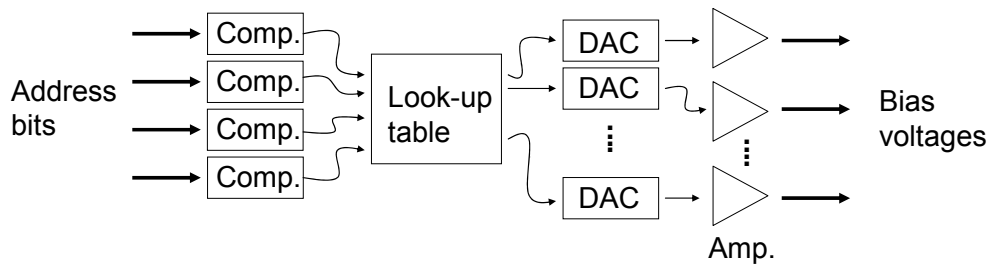 Address
bits
Comp.
Comp.
Comp.
Comp.
Look-up
table
DAC
DAC
DAC
Amp.
Bias
voltages